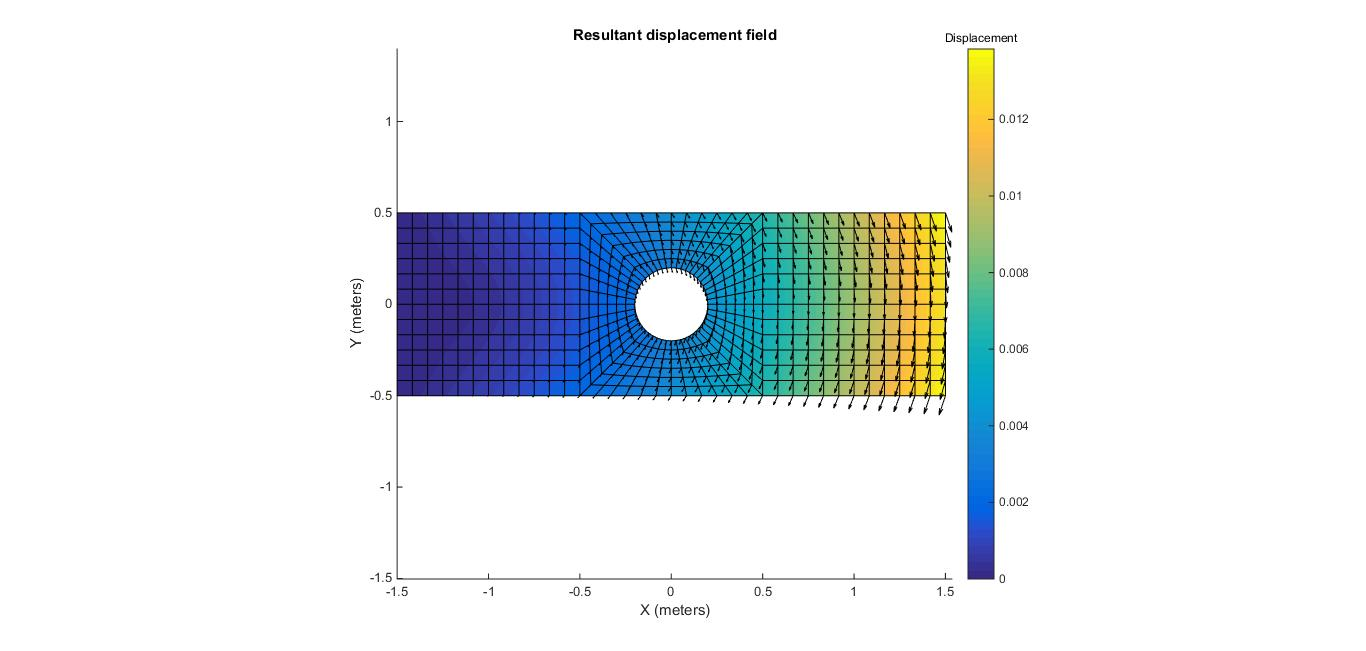 Resultant displacement field
Displacement
1
0.5
0
-0.5
-1
-1.5
Y (meters)
-1.5 -1 -0.5 0 0.5 1 1.5
X (meters)
0.012
0.01
0.008
0.006
0.004
0.002
0